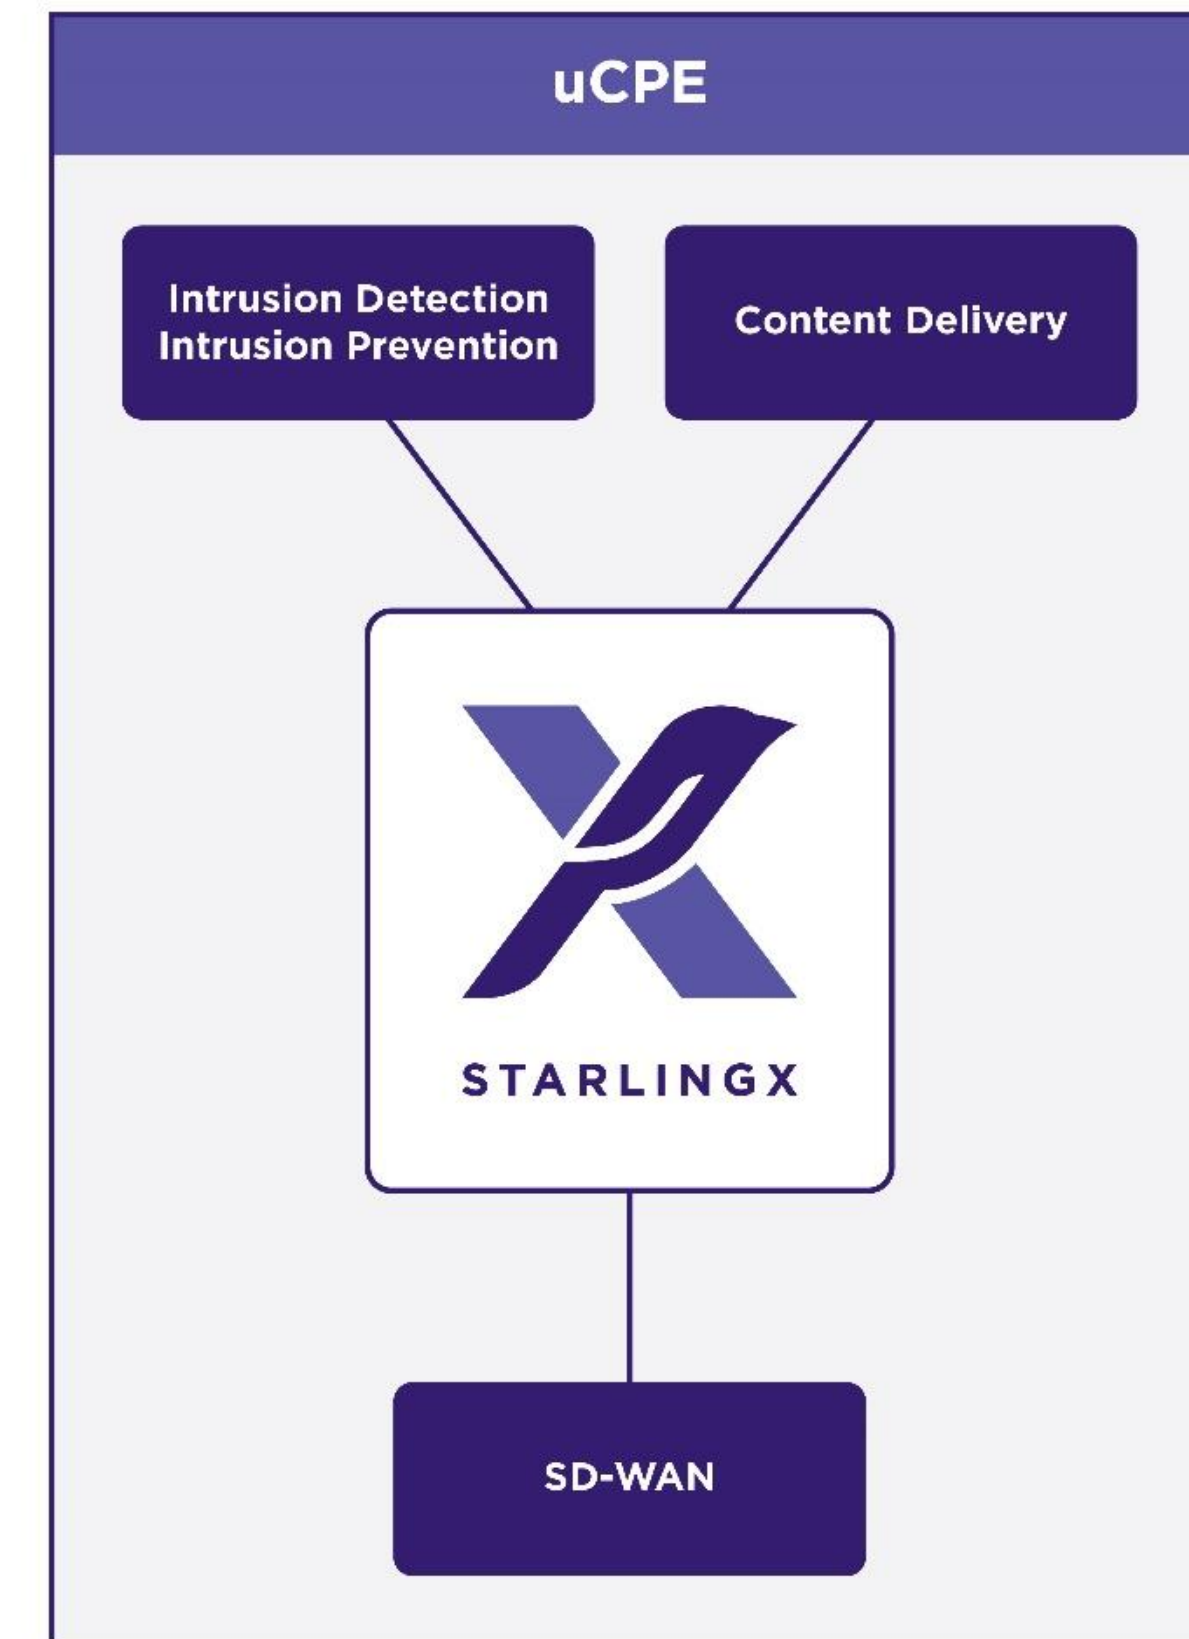 uCPE
Intrusion Detection
Intrusion Prevention
Content Delivery
STARLINGX
SD-WAN